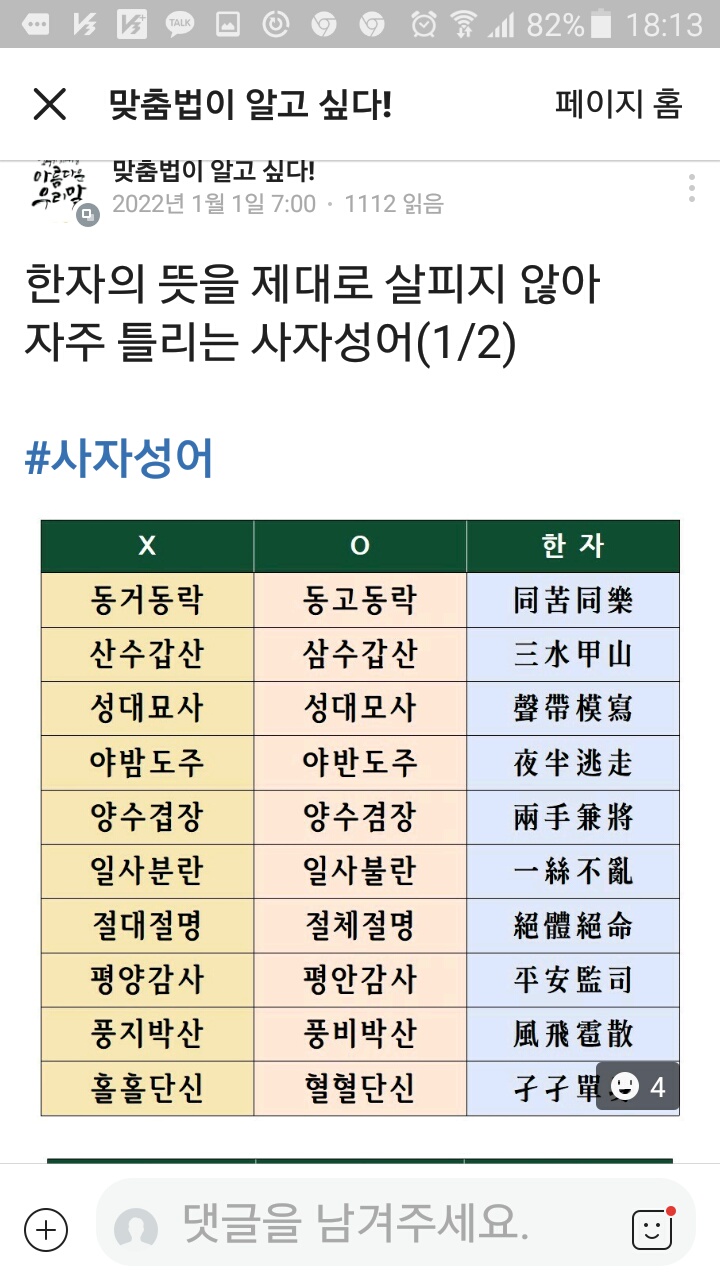 TALK 82% 18:13
맞춤법이 알고 싶다! 페이지 홈
아름다운
우리말
맞춤법이 알고 싶다!
2022년 1월 1일 7:00 · 1112 읽음
한자의 뜻을 제대로 살피지 않아
자주 틀리는 사자성어(1/2)
#사자성어
X O 한 자
동거동락 동고동락 同苦同樂
산수갑산 삼수갑산 三水甲山
성대묘사 성대모사 聲帶模寫
야밤도주 야반도주 夜半逃走
양수겹장 양수겸장 兩手兼將
일사분란 일사불란 一絲不亂
절대절명 절체절명 絕體絕命
평양감사 평안감사 平安監司
풍지박산 풍비박산 風飛雹散
홀홀단신 혈혈단신 孑孑單
4
댓글을 남겨주세요.